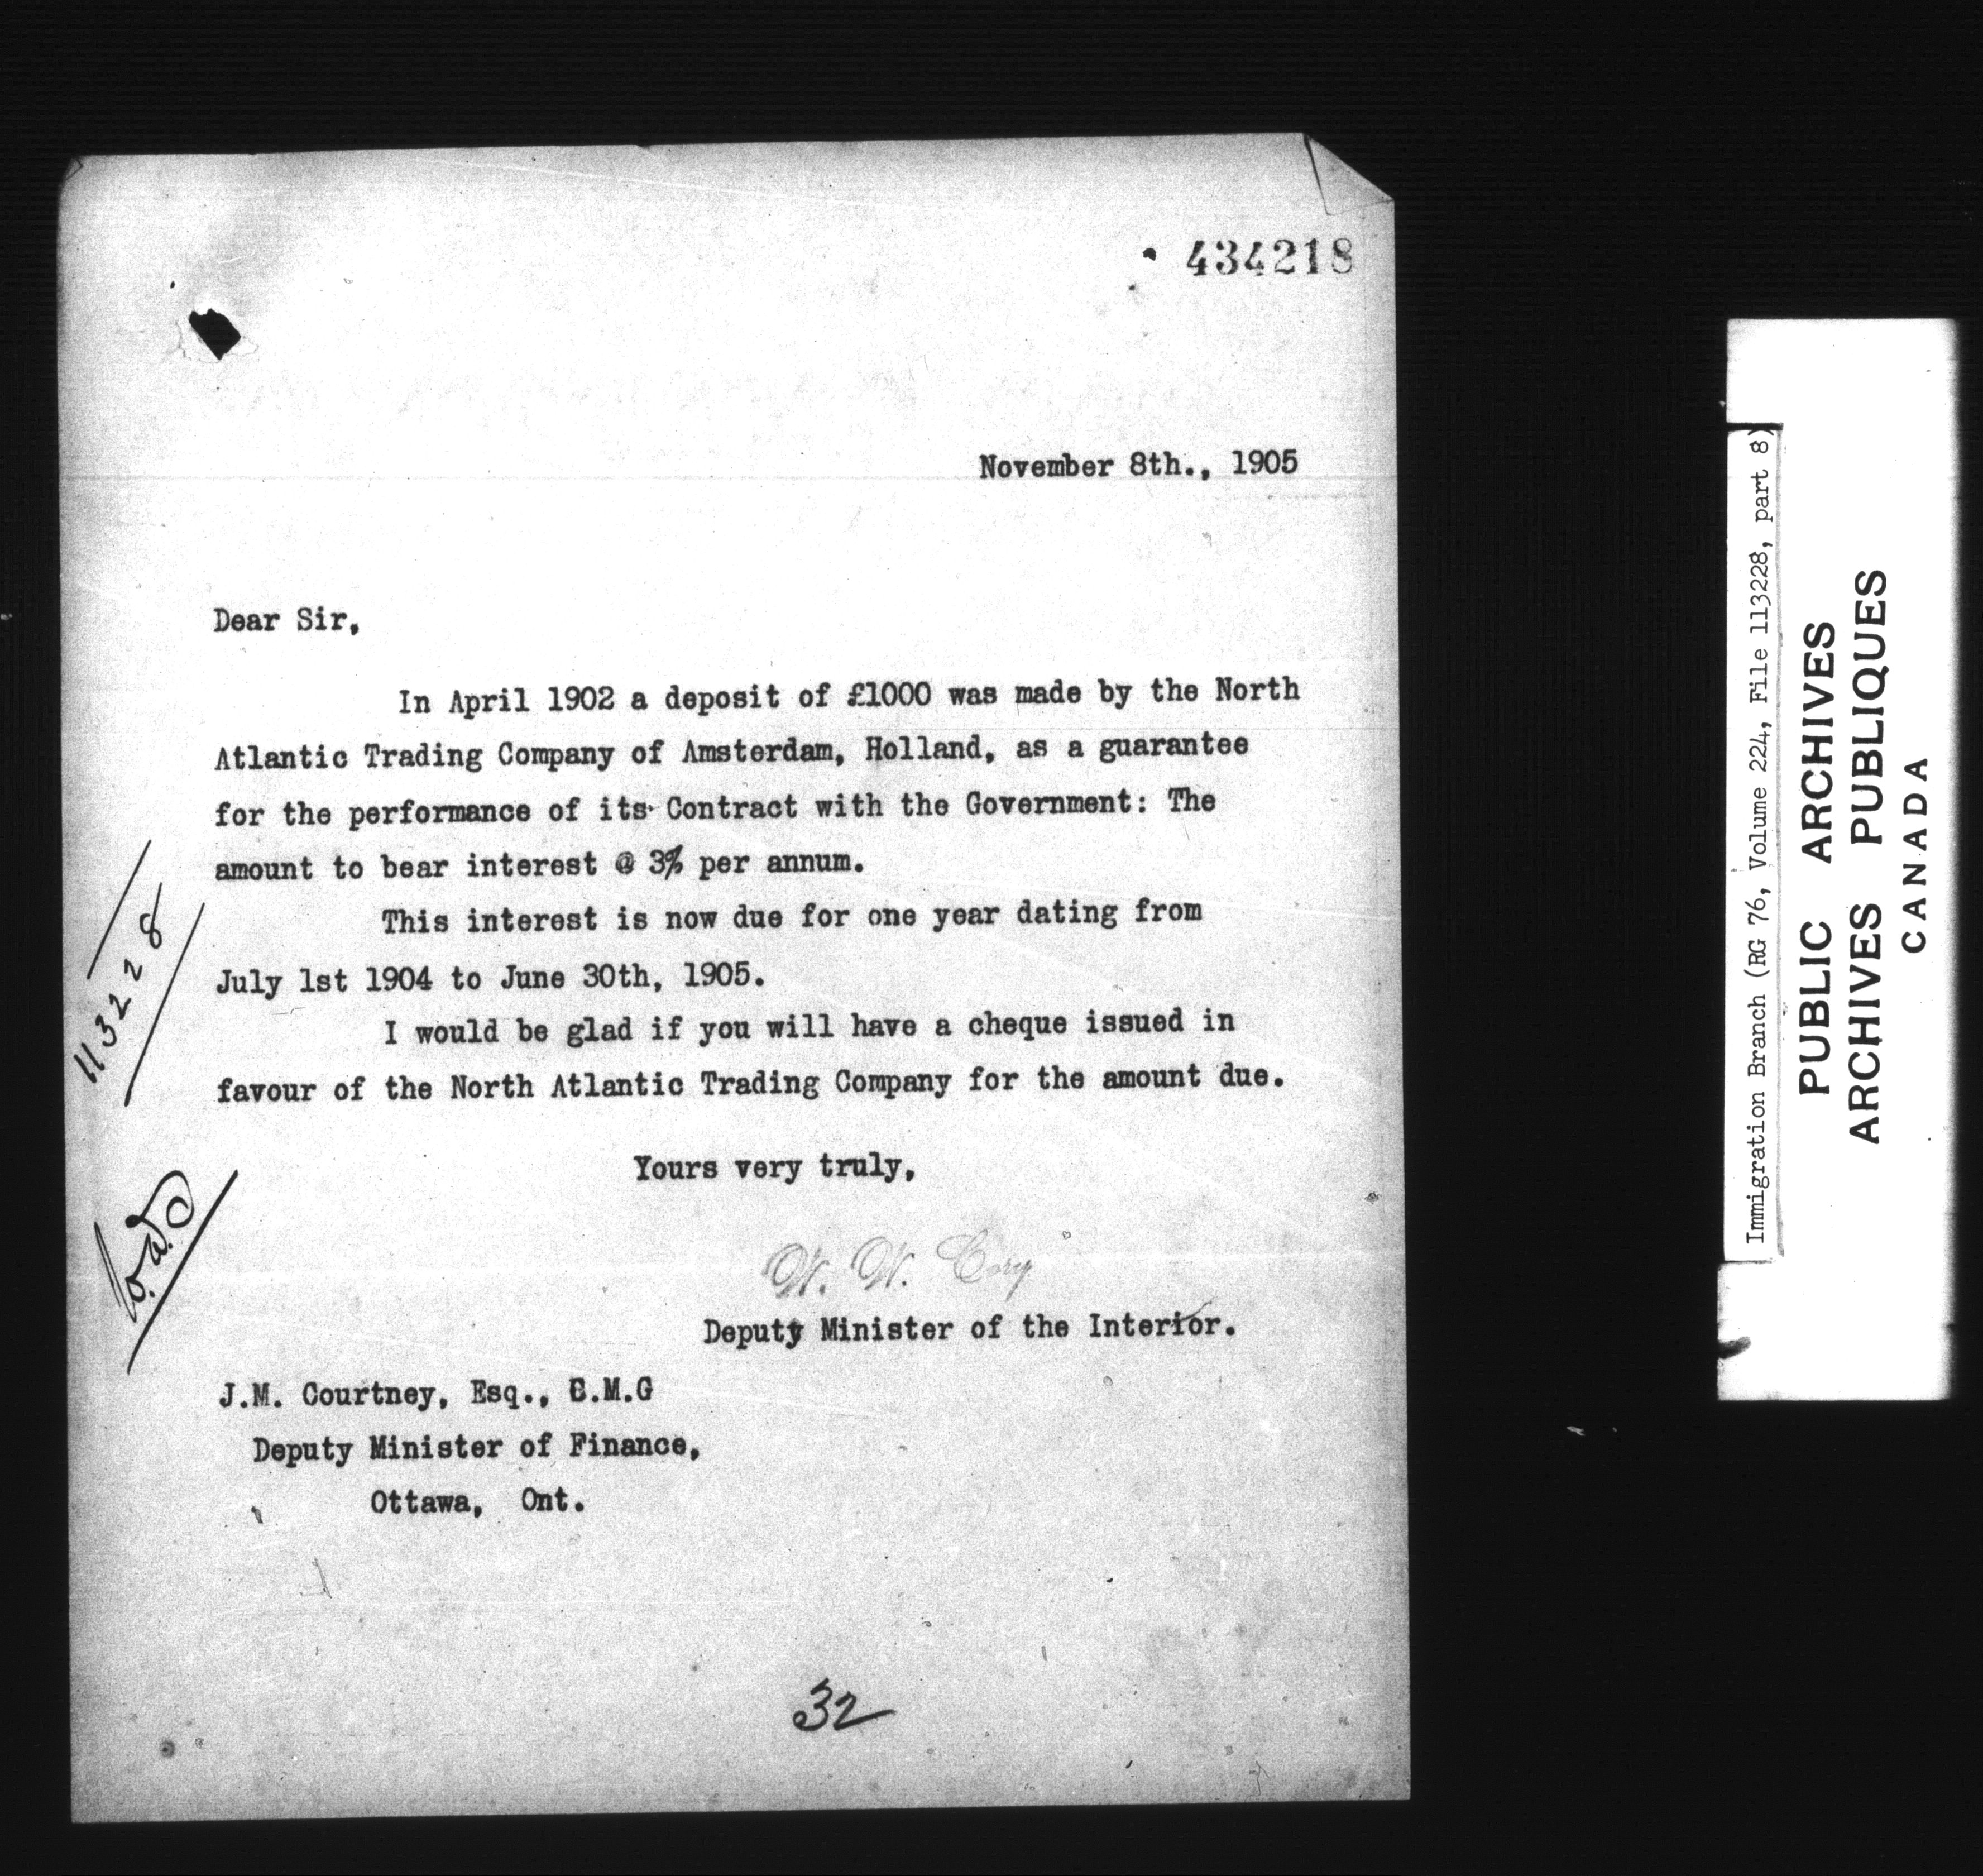 434218
November 8th., 1905
Dear Sir,
In April 1902 a deposit of £1000 was made by the North
Atlantic Trading Company of Amsterdam, Holland, as a guarantee
for the performance of its Contract with the Government: The
amount to bear interest @ 3% per annum.
This interest is now due for one year dating from
July 1st 1904 to June 30th, 1905.
I would be glad if you will have a cheque issued in
favour of the North Atlantic Trading Company for the amount due.
Yours very truly,
W. W. Cory
Deputy Minister of the Interior.
J.M. Courtney, Esq., C.M.G
Deputy Minister of Finance,
Ottawa, Ont.
113228
32
Immigration Branch (RG 76, Volume 224, File 113228, part 8)
PUBLIC ARCHIVES
ARCHIVES PUBLIQUES
CANADA